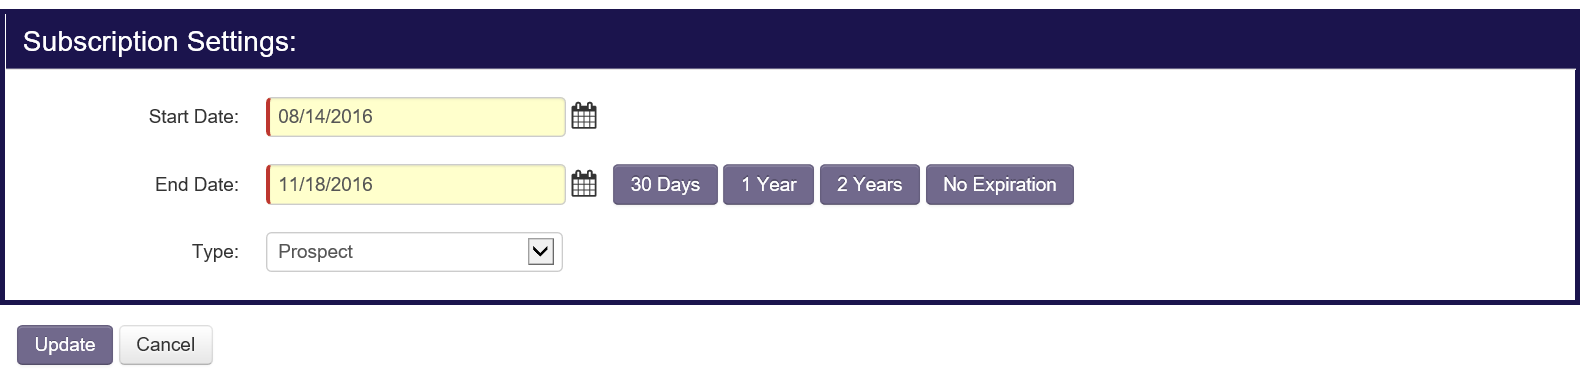 Subscription Settings:
Start Date: 08/14/2016
End Date: 11/18/2016 30 Days 1 Year 2 Years No Expiration
Type: Prospect
Update Cancel